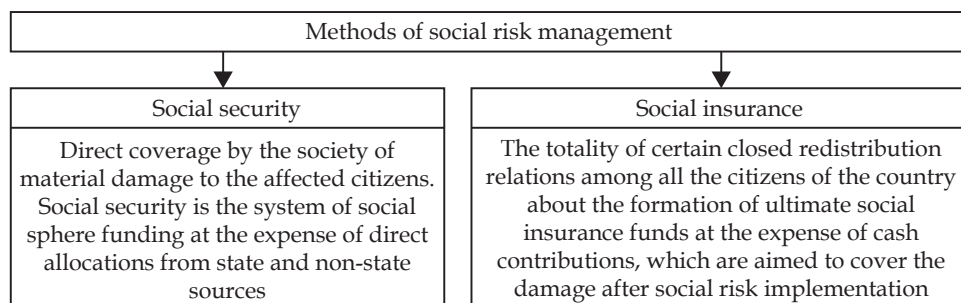 Methods of social risk management
Social security
Direct coverage by the society of
material damage to the affected citizens.
Social security is the system of social
sphere funding at the expense of direct
allocations from state and non-state
sources
Social insurance
The totality of certain closed redistribution
relations among all the citizens of the country
about the formation of ultimate social
insurance funds at the expense of cash
contributions, which are aimed to cover the
damage after social risk implementation